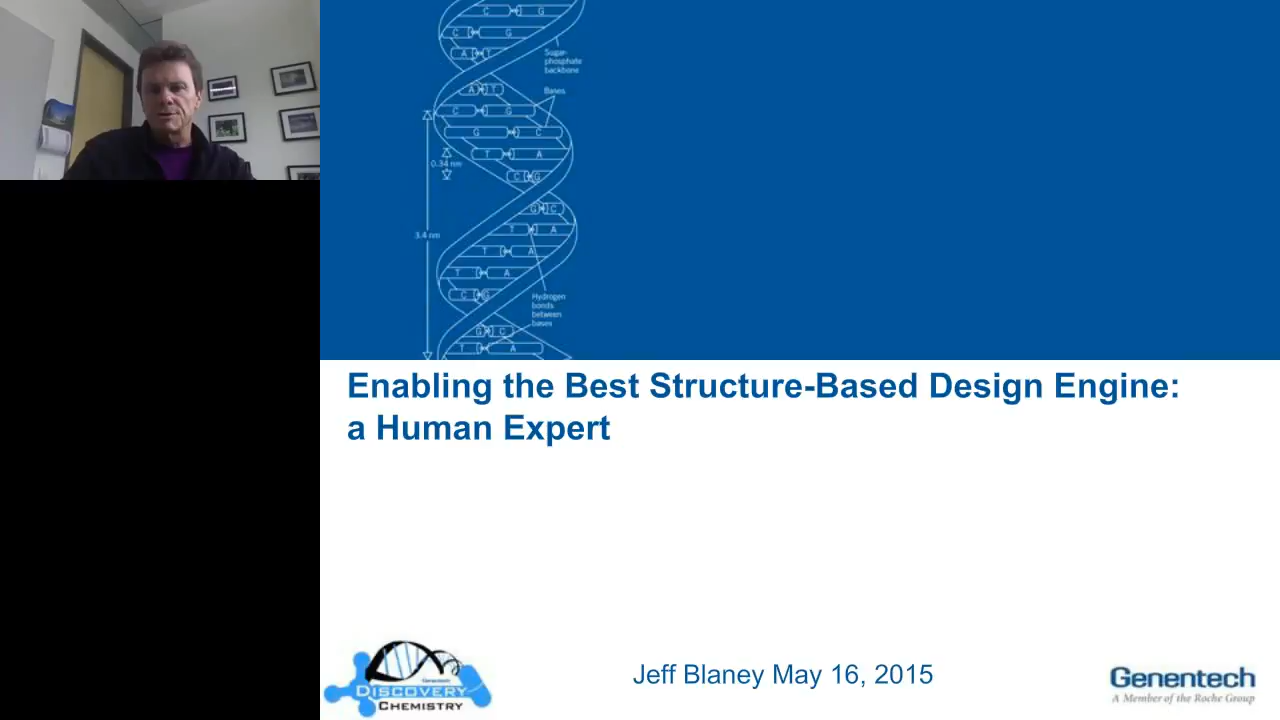 C G
C G
A T
Sugar-
phosphate
backbone
A T
Bases
C G
G C
T A
0.34 nm
C G
G C
T A
3.4 nm
T A
T A
C G
Hydrogen
bonds
between
bases
G C
T A
Enabling the Best Structure-Based Design Engine:
a Human Expert
Genentech
DISCOVERY
CHEMISTRY
Jeff Blaney May 16, 2015
Genentech
A Member of the Roche Group